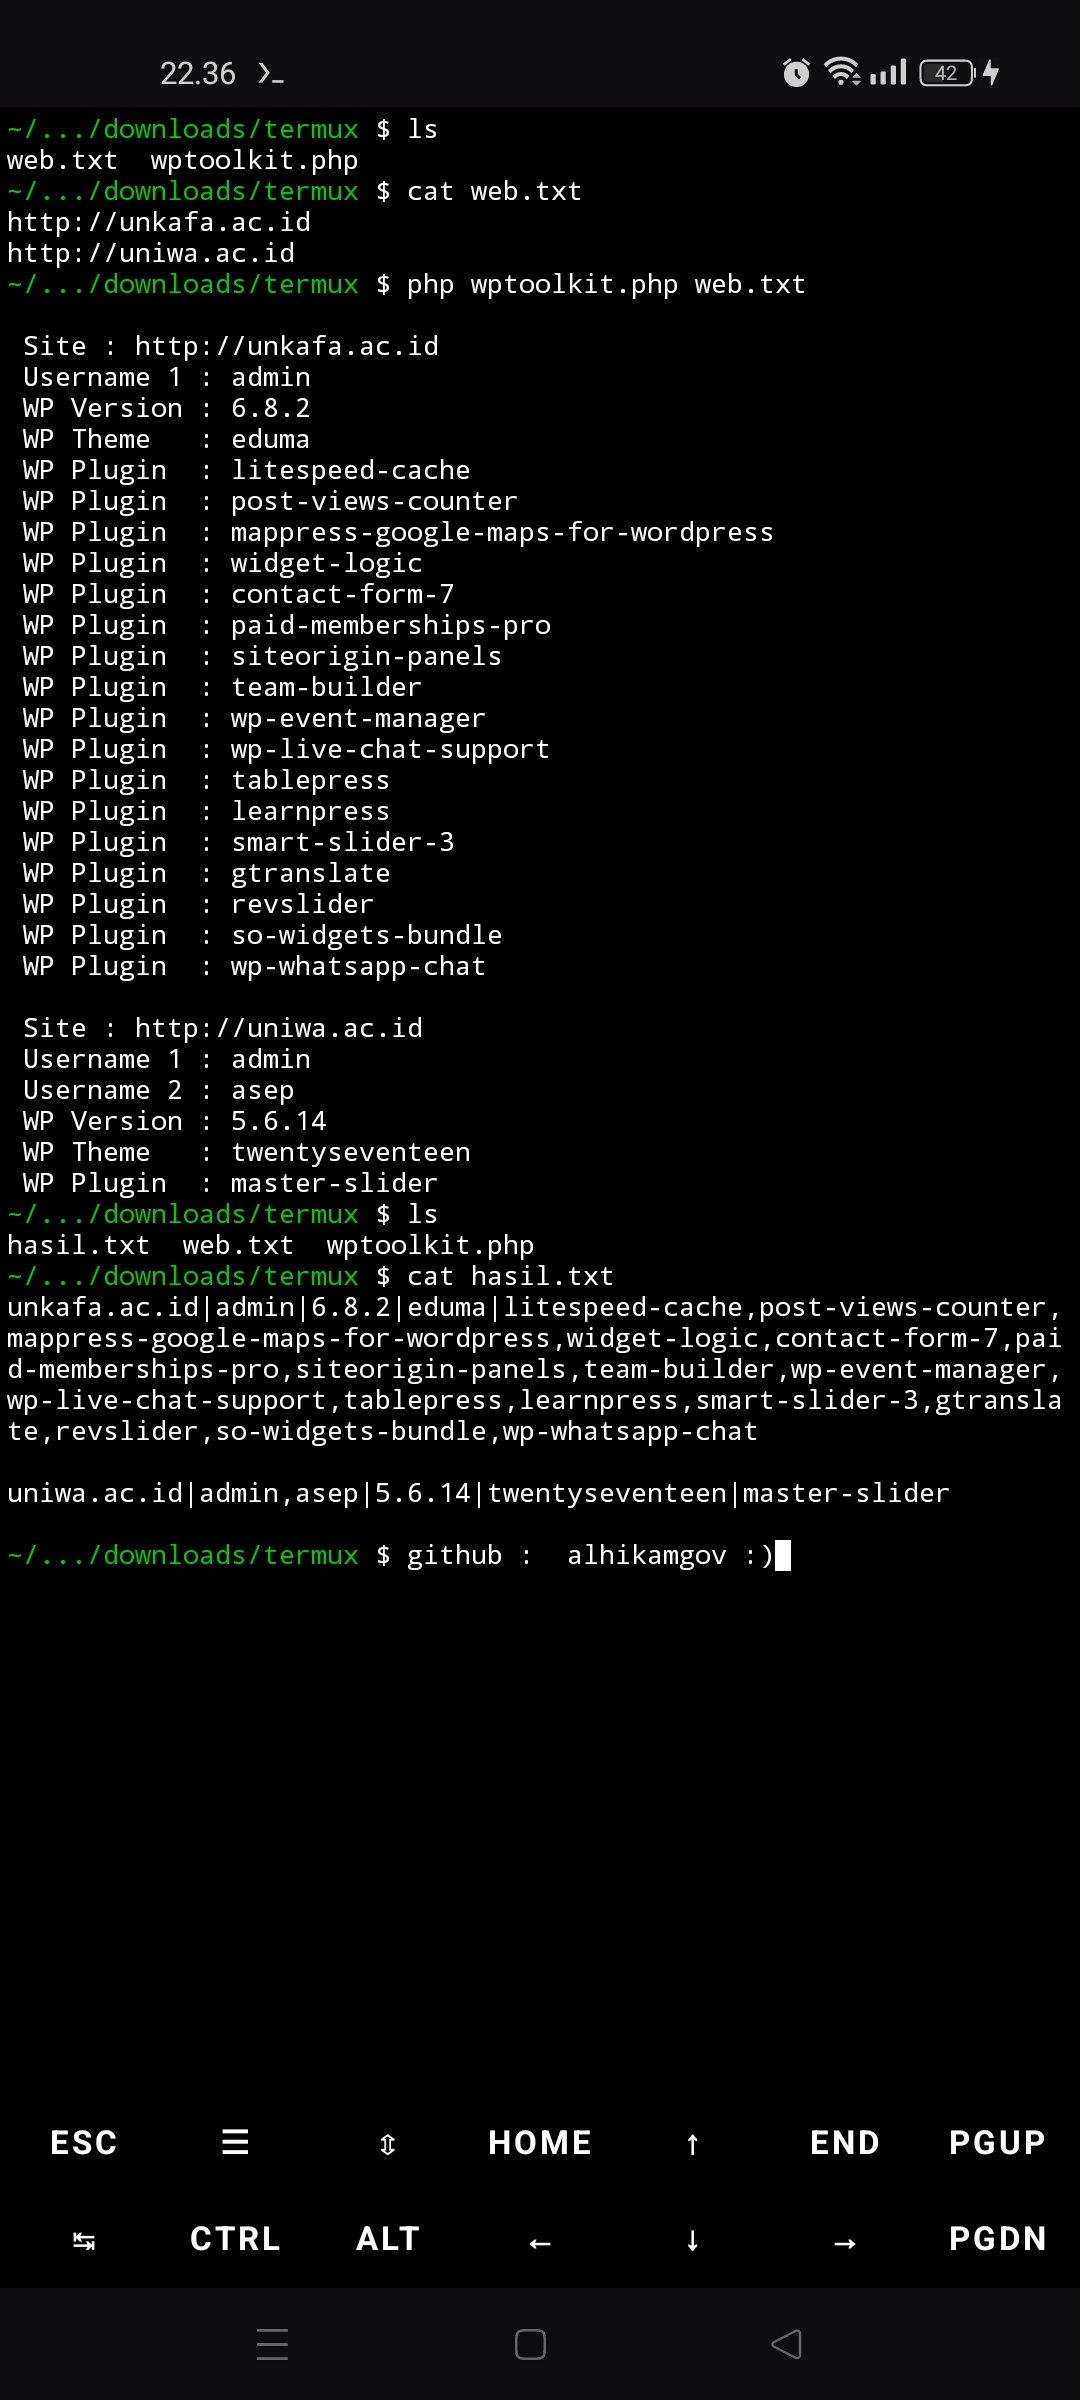 22.36 >_ 42
~/.../downloads/termux $ ls
web.txt  wptoolkit.php
~/.../downloads/termux $ cat web.txt
http://unkafa.ac.id
http://uniwa.ac.id
~/.../downloads/termux $ php wptoolkit.php web.txt
Site : http://unkafa.ac.id
Username 1 : admin
WP Version : 6.8.2
WP Theme   : eduma
WP Plugin  : litespeed-cache
WP Plugin  : post-views-counter
WP Plugin  : mappress-google-maps-for-wordpress
WP Plugin  : widget-logic
WP Plugin  : contact-form-7
WP Plugin  : paid-memberships-pro
WP Plugin  : siteorigin-panels
WP Plugin  : team-builder
WP Plugin  : wp-event-manager
WP Plugin  : wp-live-chat-support
WP Plugin  : tablepress
WP Plugin  : learnpress
WP Plugin  : smart-slider-3
WP Plugin  : gtranslate
WP Plugin  : revslider
WP Plugin  : so-widgets-bundle
WP Plugin  : wp-whatsapp-chat
Site : http://uniwa.ac.id
Username 1 : admin
Username 2 : asep
WP Version : 5.6.14
WP Theme   : twentyseventeen
WP Plugin  : master-slider
~/.../downloads/termux $ ls
hasil.txt  web.txt  wptoolkit.php
~/.../downloads/termux $ cat hasil.txt
unkafa.ac.id|admin|6.8.2|eduma|litespeed-cache,post-views-counter,
mappress-google-maps-for-wordpress,widget-logic,contact-form-7,pai
d-memberships-pro,siteorigin-panels,team-builder,wp-event-manager,
wp-live-chat-support,tablepress,learnpress,smart-slider-3,gtransla
te,revslider,so-widgets-bundle,wp-whatsapp-chat
uniwa.ac.id|admin,asep|5.6.14|twentyseventeen|master-slider
~/.../downloads/termux $ github :  alhikamgov :)
ESC ☰ ⇳ HOME ↑ END PGUP
↹ CTRL ALT ← ↓ → PGDN